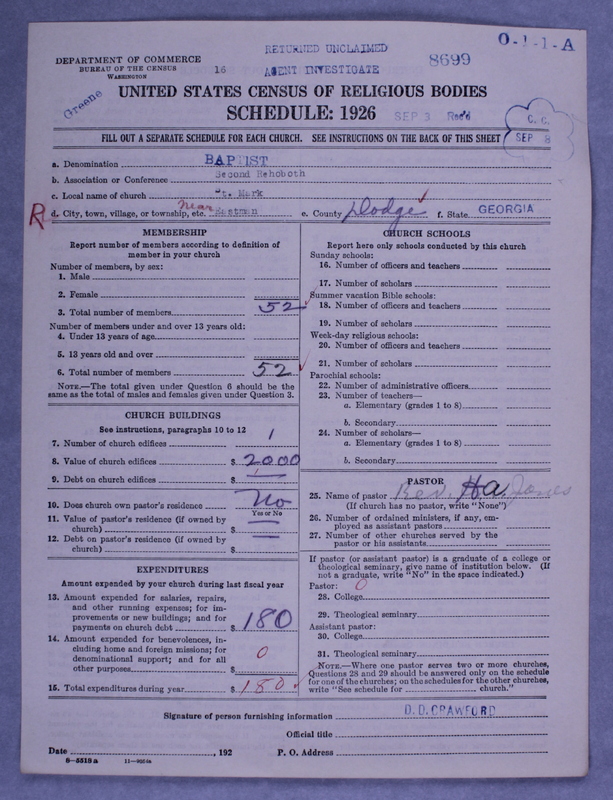 RETURNED UNCLAIMED
O-1-1-A
DEPARTMENT OF COMMERCE
BUREAU OF THE CENSUS
WASHINGTON
16
AGENT INVESTIGATE
8699
Greene
UNITED STATES CENSUS OF RELIGIOUS BODIES
SCHEDULE: 1926
SEP 3 Rec'd
C. C.
SEP 8
FILL OUT A SEPARATE SCHEDULE FOR EACH CHURCH. SEE INSTRUCTIONS ON THE BACK OF THIS SHEET
a. Denomination BAPTIST
b. Association or Conference Second Rehoboth
c. Local name of church St. Mark
R d. City, town, village, or township, etc. Near Eastman e. County Dodge f. State GEORGIA
MEMBERSHIP
Report number of members according to definition of
member in your church
Number of members, by sex:
1. Male
2. Female
3. Total number of members 52
Number of members under and over 13 years old:
4. Under 13 years of age
5. 13 years old and over
6. Total number of members 52
NOTE.—The total given under Question 6 should be
same as the total of males and females given under Question 3.
CHURCH BUILDINGS
See instructions, paragraphs 10 to 12
7. Number of church edifices 1
8. Value of church edifices $ 2000
9. Debt on church edifices $
10. Does church own pastor's residence No
Yes or No
11. Value of pastor's residence (if owned by
church) $
12. Debt on pastor's residence (if owned by
church) $
EXPENDITURES
Amount expended by your church during last fiscal year
13. Amount expended for salaries, repairs,
and other running expenses; for im-
provements or new buildings; and for
payments on church debt $ 180
14. Amount expended for benevolences, in-
cluding home and foreign missions; for
denominational support; and for all
other purposes $ 0
15. Total expenditures during year $ 180
CHURCH SCHOOLS
Report here only schools conducted by this church
Sunday schools:
16. Number of officers and teachers
17. Number of scholars
Summer vacation Bible schools:
18. Number of officers and teachers
19. Number of scholars
Week-day religious schools:
20. Number of officers and teachers
21. Number of scholars
Parochial schools:
22. Number of administrative officers
23. Number of teachers—
a. Elementary (grades 1 to 8)
b. Secondary
24. Number of scholars—
a. Elementary (grades 1 to 8)
b. Secondary
PASTOR
25. Name of pastor Rev. H.A. Jones
(If church has no pastor, write "None")
26. Number of ordained ministers, if any, em-
ployed as assistant pastors
27. Number of other churches served by the
pastor or his assistants
If pastor (or assistant pastor) is a graduate of a college or
theological seminary, give name of institution below. (If
not a graduate, write "No" in the space indicated.)
Pastor: 0
28. College
29. Theological seminary
Assistant pastor:
30. College
31. Theological seminary
NOTE.—Where one pastor serves two or more churches,
Questions 28 and 29 should be answered only on the schedule
for one of the churches; on the schedules for the other churches,
write "See schedule for church."
Signature of person furnishing information D. D. CRAWFORD
Official title
Date , 192 P. O. Address
6—5519 a